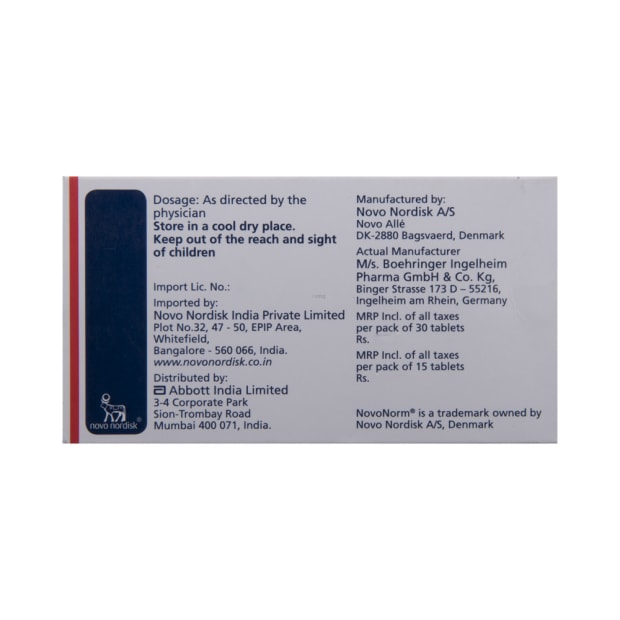 Dosage: As directed by the
physician
Store in a cool dry place.
Keep out of the reach and sight
of children
Import Lic. No.:
Imported by:
Novo Nordisk India Private Limited
Plot No.32, 47 - 50, EPIP Area,
Whitefield,
Bangalore - 560 066, India.
www.novonordisk.co.in
Distributed by:
Abbott India Limited
3-4 Corporate Park
Sion-Trombay Road
Mumbai 400 071, India.
novo nordisk®
Manufactured by:
Novo Nordisk A/S
Novo Allé
DK-2880 Bagsvaerd, Denmark
Actual Manufacturer
M/s. Boehringer Ingelheim
Pharma GmbH & Co. Kg,
Binger Strasse 173 D – 55216,
Ingelheim am Rhein, Germany
MRP Incl. of all taxes
per pack of 30 tablets
Rs.
MRP Incl. of all taxes
per pack of 15 tablets
Rs.
NovoNorm® is a trademark owned by
Novo Nordisk A/S, Denmark